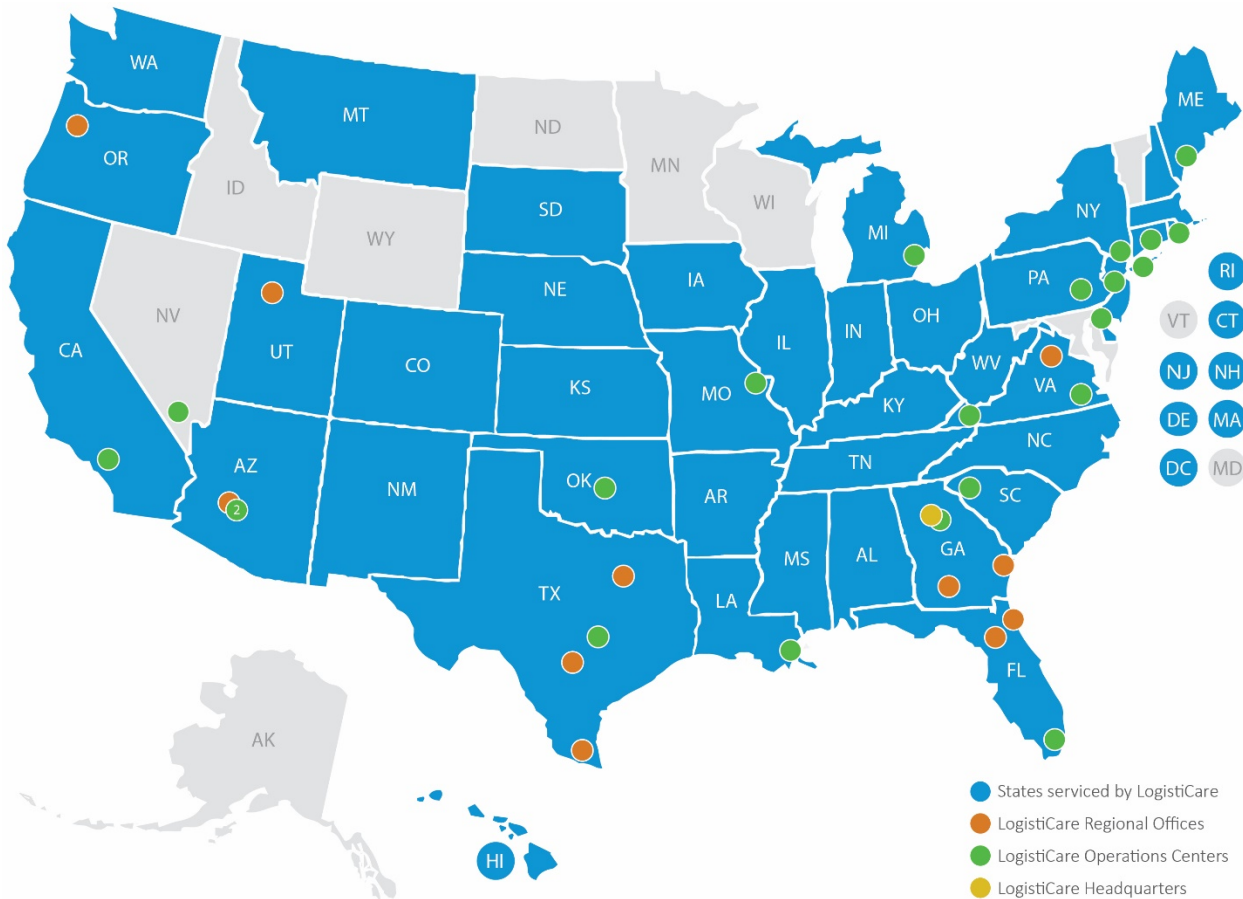 WA
ME
MT
ND
OR
MN
ID
SD
WI
NY
MI
WY
IA
PA
RI
NE
NV
OH
VT
CT
IL
IN
UT
CA
CO
WV
NJ
NH
VA
KS
MO
KY
DE
MA
NC
AZ
TN
DC
MD
OK
NM
AR
SC
2
GA
MS
AL
TX
LA
FL
AK
States serviced by LogistiCare
LogistiCare Regional Offices
HI
LogistiCare Operations Centers
LogistiCare Headquarters